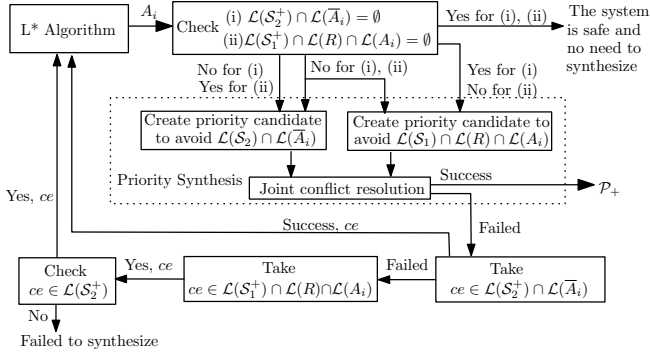 L* Algorithm
A_i
Check
(i) L(S_2^+) ∩ L(A̅_i) = ∅
(ii)L(S_1^+) ∩ L(R) ∩ L(A_i) = ∅
Yes for (i), (ii)
The system
is safe and
no need to
synthesize
No for (i)
Yes for (ii)
No for (i), (ii)
Yes for (i)
No for (ii)
Create priority candidate
to avoid L(S_2) ∩ L(A̅_i)
Create priority candidate to
avoid L(S_1) ∩ L(R) ∩ L(A_i)
Priority Synthesis
Joint conflict resolution
Success
P_+
Yes, ce
Failed
Success, ce
Check
ce ∈ L(S_2^+)
Yes, ce
Take
ce ∈ L(S_1^+) ∩ L(R)∩L(A_i)
Failed
Take
ce ∈ L(S_2^+) ∩ L(A̅_i)
No
Failed to synthesize